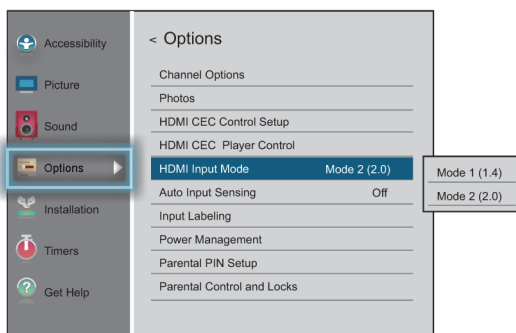 Accessibility
Picture
Sound
Options
Installation
Timers
Get Help
< Options
Channel Options
Photos
HDMI CEC Control Setup
HDMI CEC Player Control
HDMI Input Mode Mode 2 (2.0)
Auto Input Sensing Off
Input Labeling
Power Management
Parental PIN Setup
Parental Control and Locks
Mode 1 (1.4)
Mode 2 (2.0)